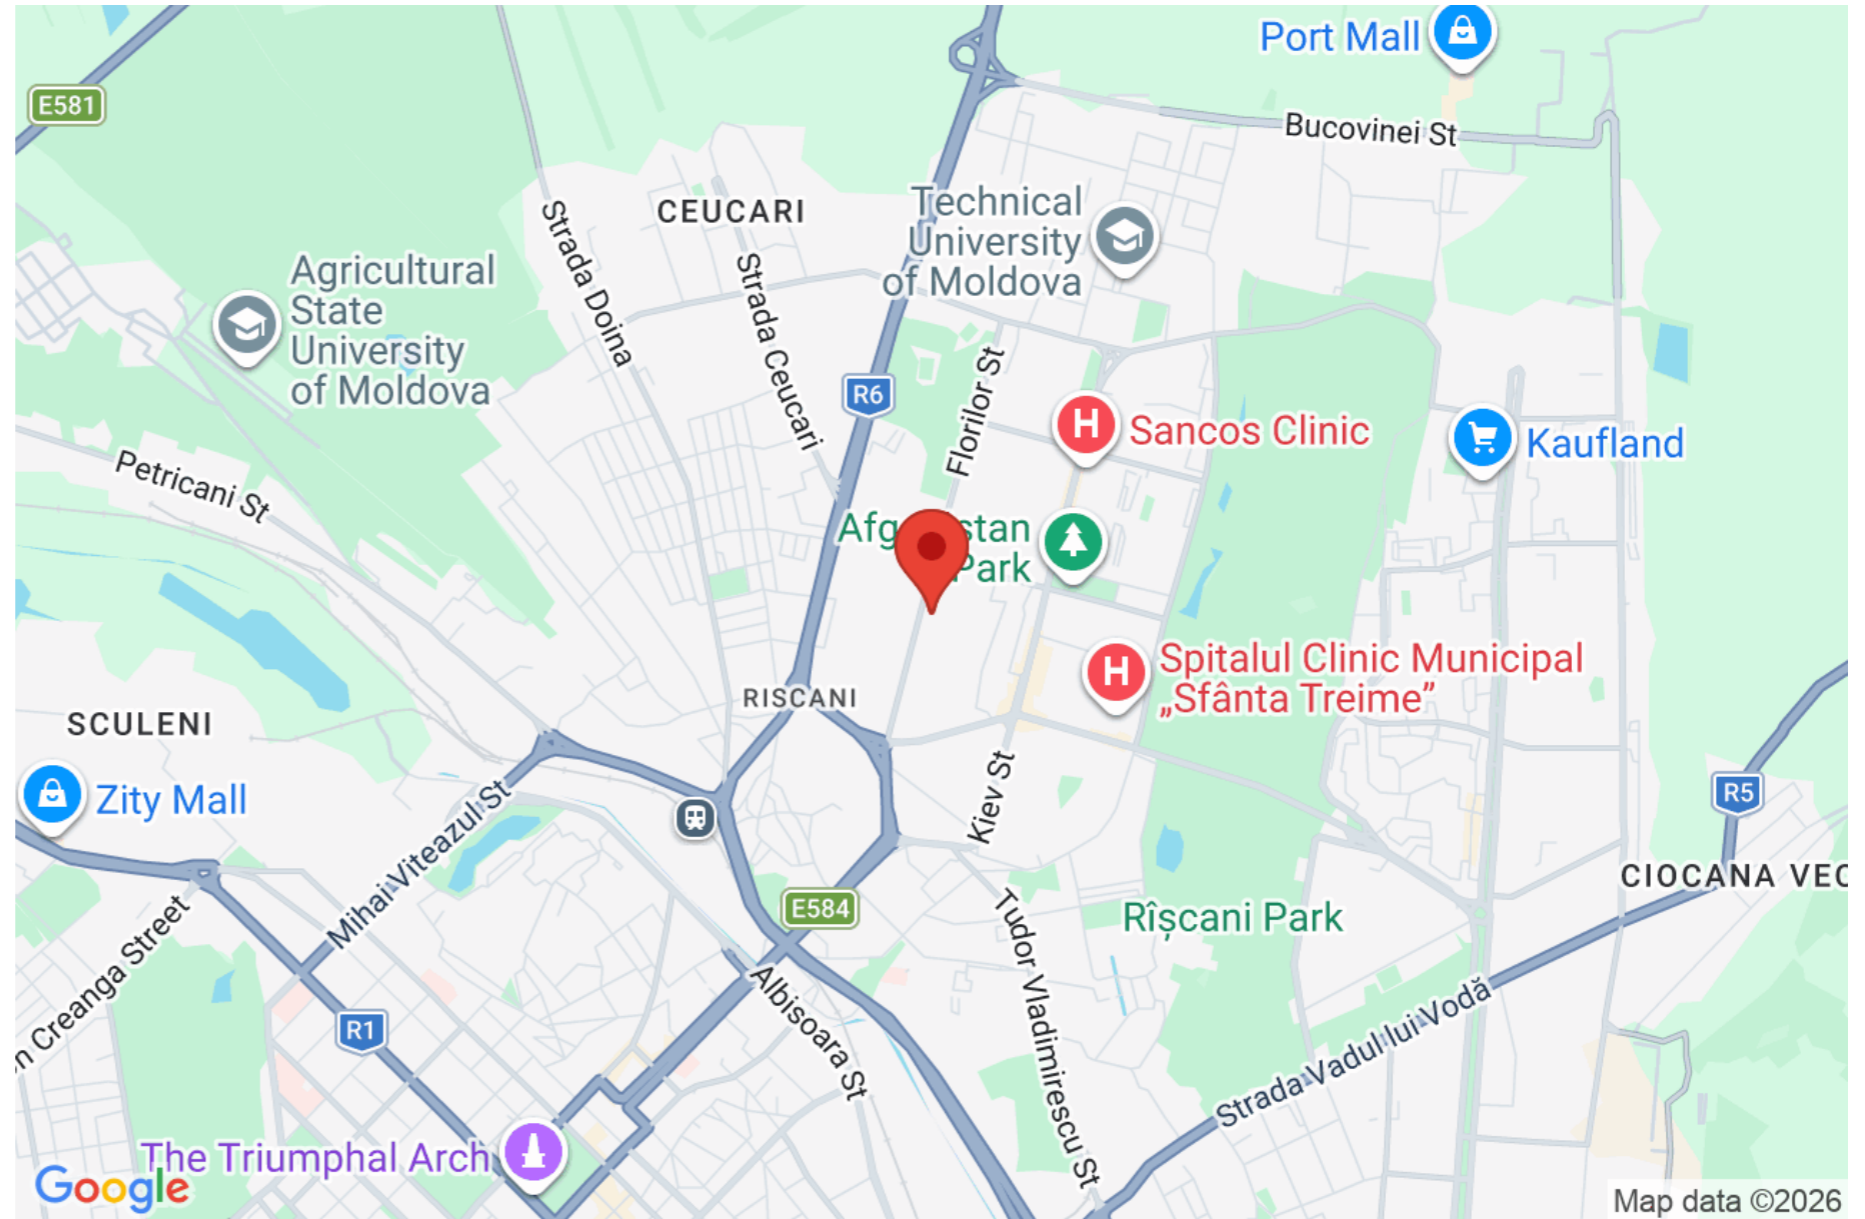 Port Mall
E581
Bucovinei St
CEUCARI
Technical
University
of Moldova
Strada Doina
Strada Ceucari
Agricultural
State
University
of Moldova
R6
Florilor St
Sancos Clinic
Kaufland
Petricani St
Park
Spitalul Clinic Municipal
„Sfânta Treime”
RISCANI
SCULENI
Zity Mall
Mihai Viteazul St
Kiev St
R5
CIOCANA VEC
E584
Rîșcani Park
Tudor Vladimirescu St
Creanga Street
Albisoara St
R1
Strada Vadul lui Vodă
The Triumphal Arch
Google
Map data ©2026